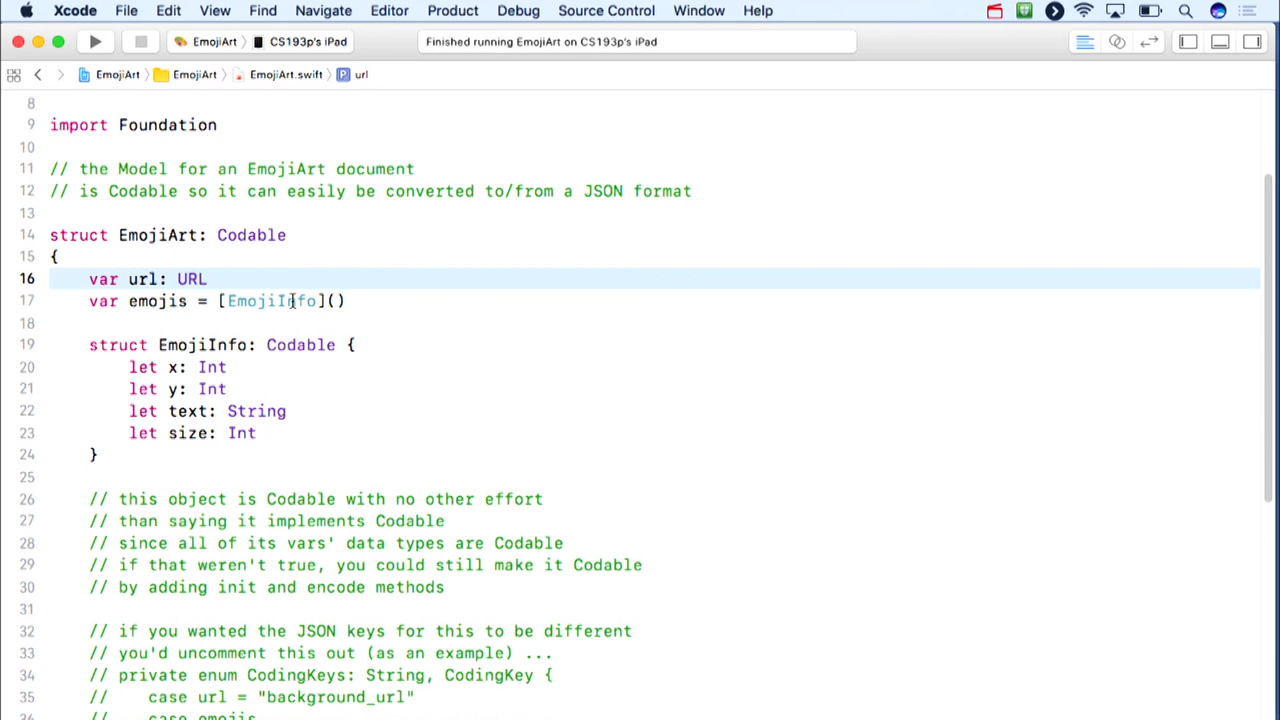 Xcode File Edit View Find Navigate Editor Product Debug Source Control Window Help
EmojiArt CS193p's iPad Finished running EmojiArt on CS193p's iPad
EmojiArt EmojiArt EmojiArt.swift P url
8
9 import Foundation
10
11 // the Model for an EmojiArt document
12 // is Codable so it can easily be converted to/from a JSON format
13
14 struct EmojiArt: Codable
15 {
16 var url: URL
17 var emojis = [EmojiInfo]()
18
19 struct EmojiInfo: Codable {
20 let x: Int
21 let y: Int
22 let text: String
23 let size: Int
24 }
25
26 // this object is Codable with no other effort
27 // than saying it implements Codable
28 // since all of its vars' data types are Codable
29 // if that weren't true, you could still make it Codable
30 // by adding init and encode methods
31
32 // if you wanted the JSON keys for this to be different
33 // you'd uncomment this out (as an example) ...
34 // private enum CodingKeys: String, CodingKey {
35 // case url = "background_url"
36 // case emojis